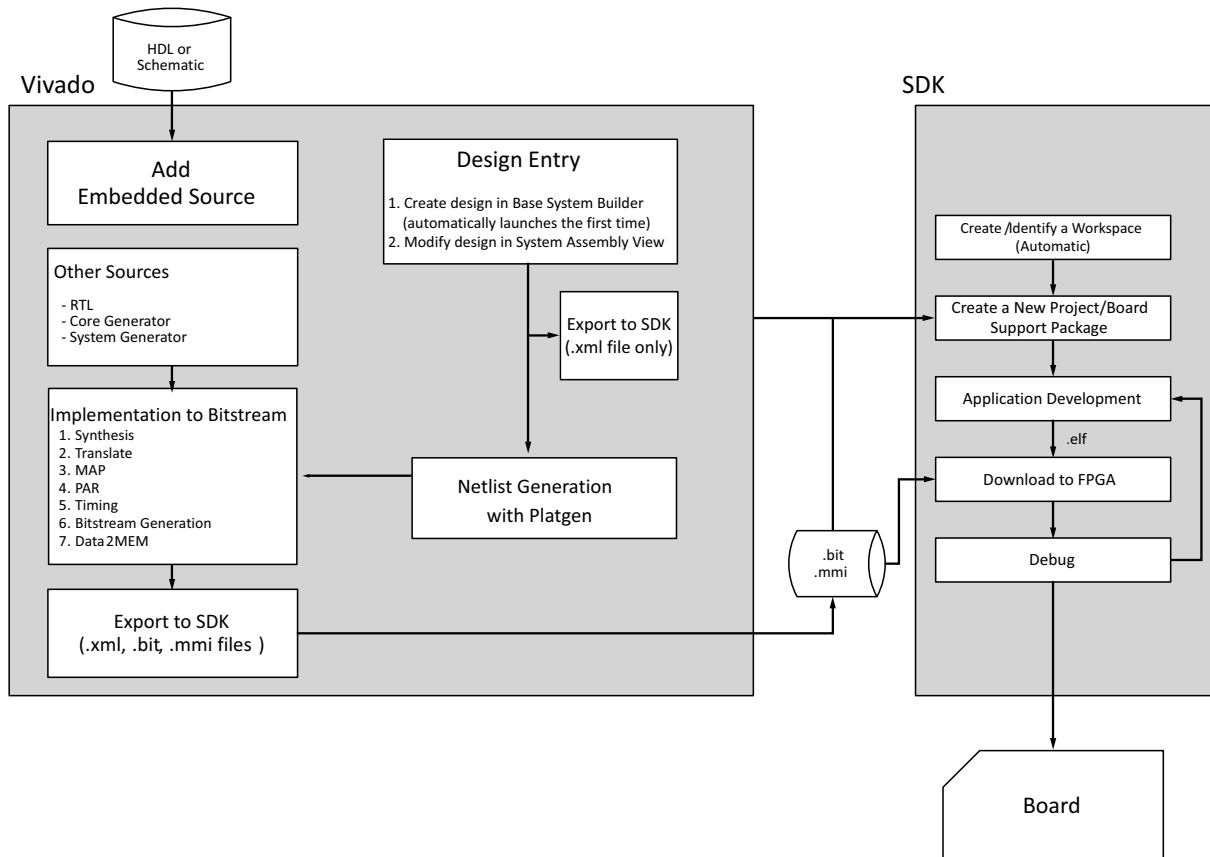 HDL or
Schematic
Vivado
SDK
Add
Embedded Source
Design Entry
1. Create design in Base System Builder
(automatically launches the first time)
2. Modify design in System Assembly View
Other Sources
- RTL
- Core Generator
- System Generator
Export to SDK
(.xml file only)
Implementation to Bitstream
1. Synthesis
2. Translate
3. MAP
4. PAR
5. Timing
6. Bitstream Generation
7. Data2MEM
Netlist Generation
with Platgen
Export to SDK
(.xml, .bit, .mmi files )
.bit
.mmi
Create /Identify a Workspace
(Automatic)
Create a New Project/Board
Support Package
Application Development
.elf
Download to FPGA
Debug
Board